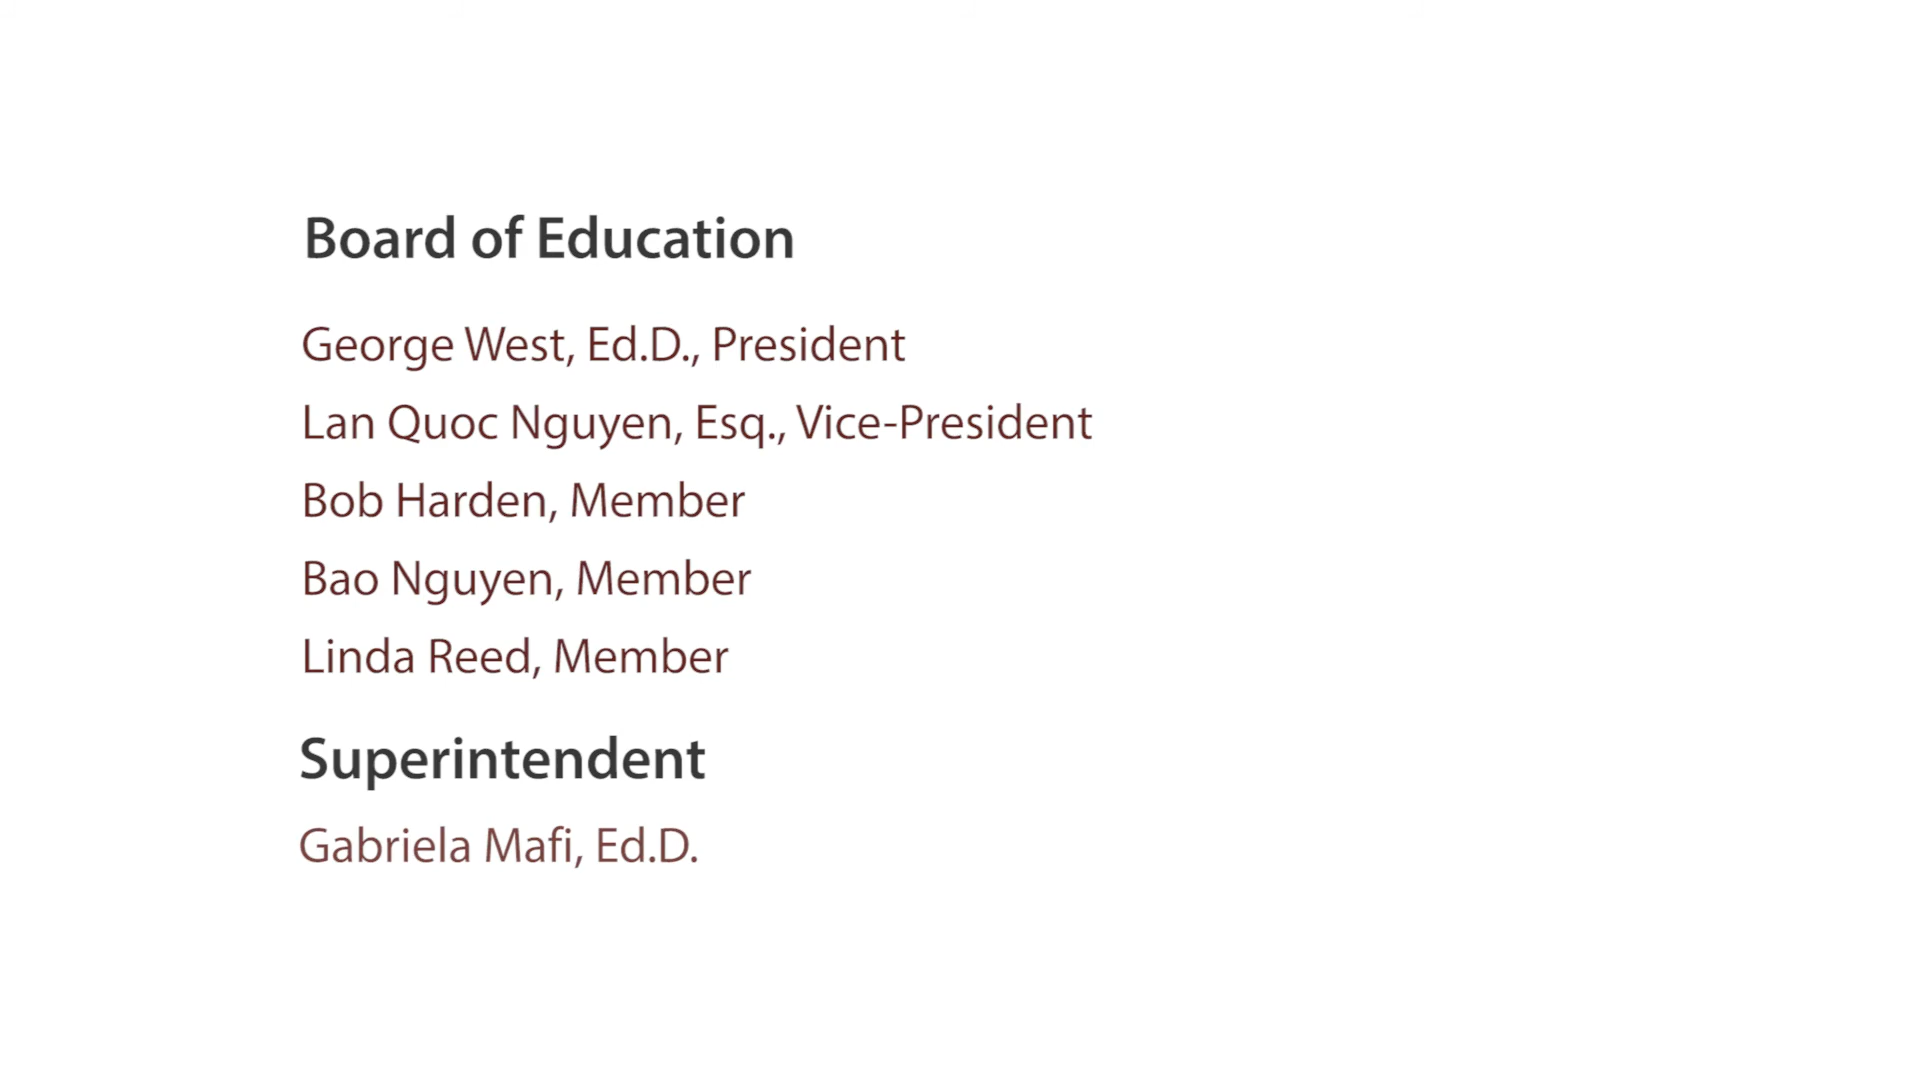 Board of Education
George West, Ed.D., President
Lan Quoc Nguyen, Esq., Vice-President
Bob Harden, Member
Bao Nguyen, Member
Linda Reed, Member
Superintendent
Gabriela Mafi, Ed.D.